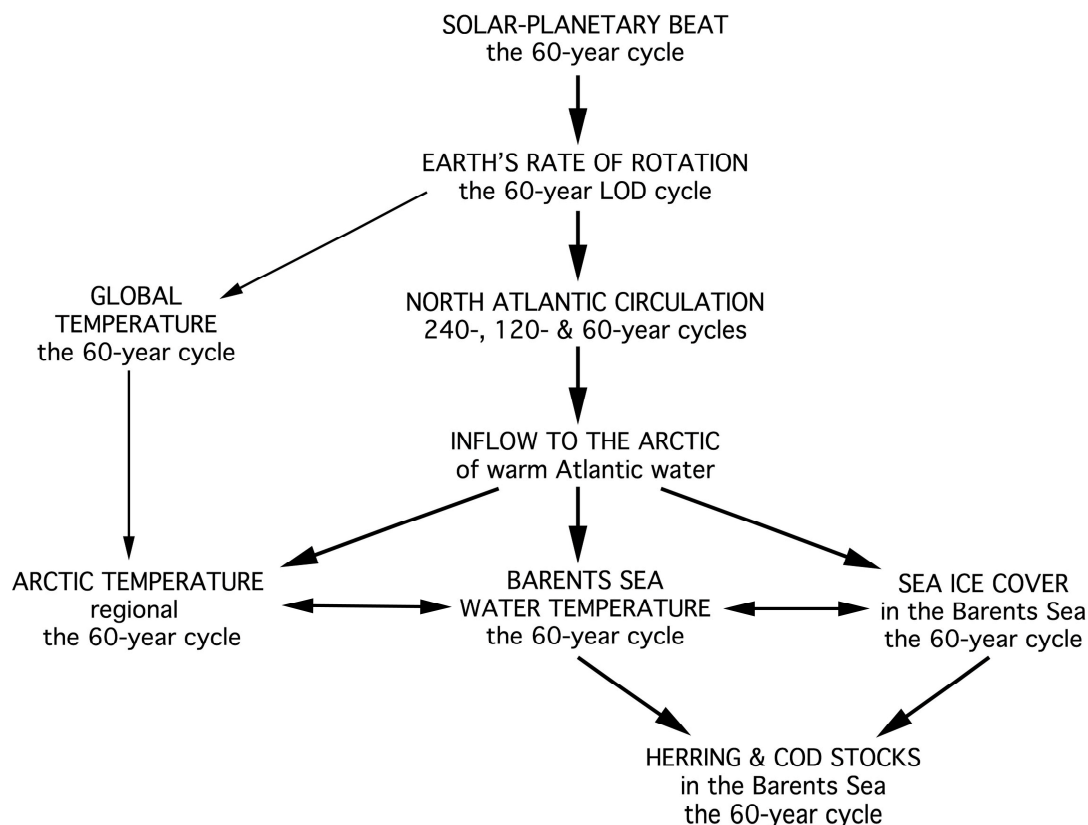 SOLAR-PLANETARY BEAT
the 60-year cycle
EARTH'S RATE OF ROTATION
the 60-year LOD cycle
GLOBAL
TEMPERATURE
the 60-year cycle
NORTH ATLANTIC CIRCULATION
240-, 120- & 60-year cycles
INFLOW TO THE ARCTIC
of warm Atlantic water
ARCTIC TEMPERATURE
regional
the 60-year cycle
BARENTS SEA
WATER TEMPERATURE
the 60-year cycle
SEA ICE COVER
in the Barents Sea
the 60-year cycle
HERRING & COD STOCKS
in the Barents Sea
the 60-year cycle